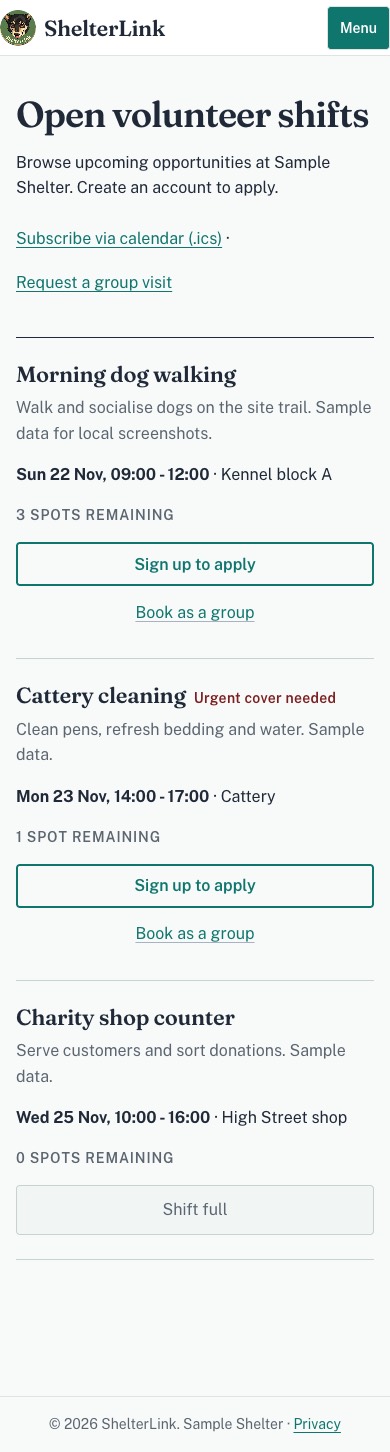 ShelterLink
Menu
Open volunteer shifts
Browse upcoming opportunities at Sample
Shelter. Create an account to apply.
Subscribe via calendar (.ics) ·
Request a group visit
Morning dog walking
Walk and socialise dogs on the site trail. Sample
data for local screenshots.
Sun 22 Nov, 09:00 - 12:00 · Kennel block A
3 SPOTS REMAINING
Sign up to apply
Book as a group
Cattery cleaning Urgent cover needed
Clean pens, refresh bedding and water. Sample
data.
Mon 23 Nov, 14:00 - 17:00 · Cattery
1 SPOT REMAINING
Sign up to apply
Book as a group
Charity shop counter
Serve customers and sort donations. Sample
data.
Wed 25 Nov, 10:00 - 16:00 · High Street shop
0 SPOTS REMAINING
Shift full
© 2026 ShelterLink. Sample Shelter · Privacy